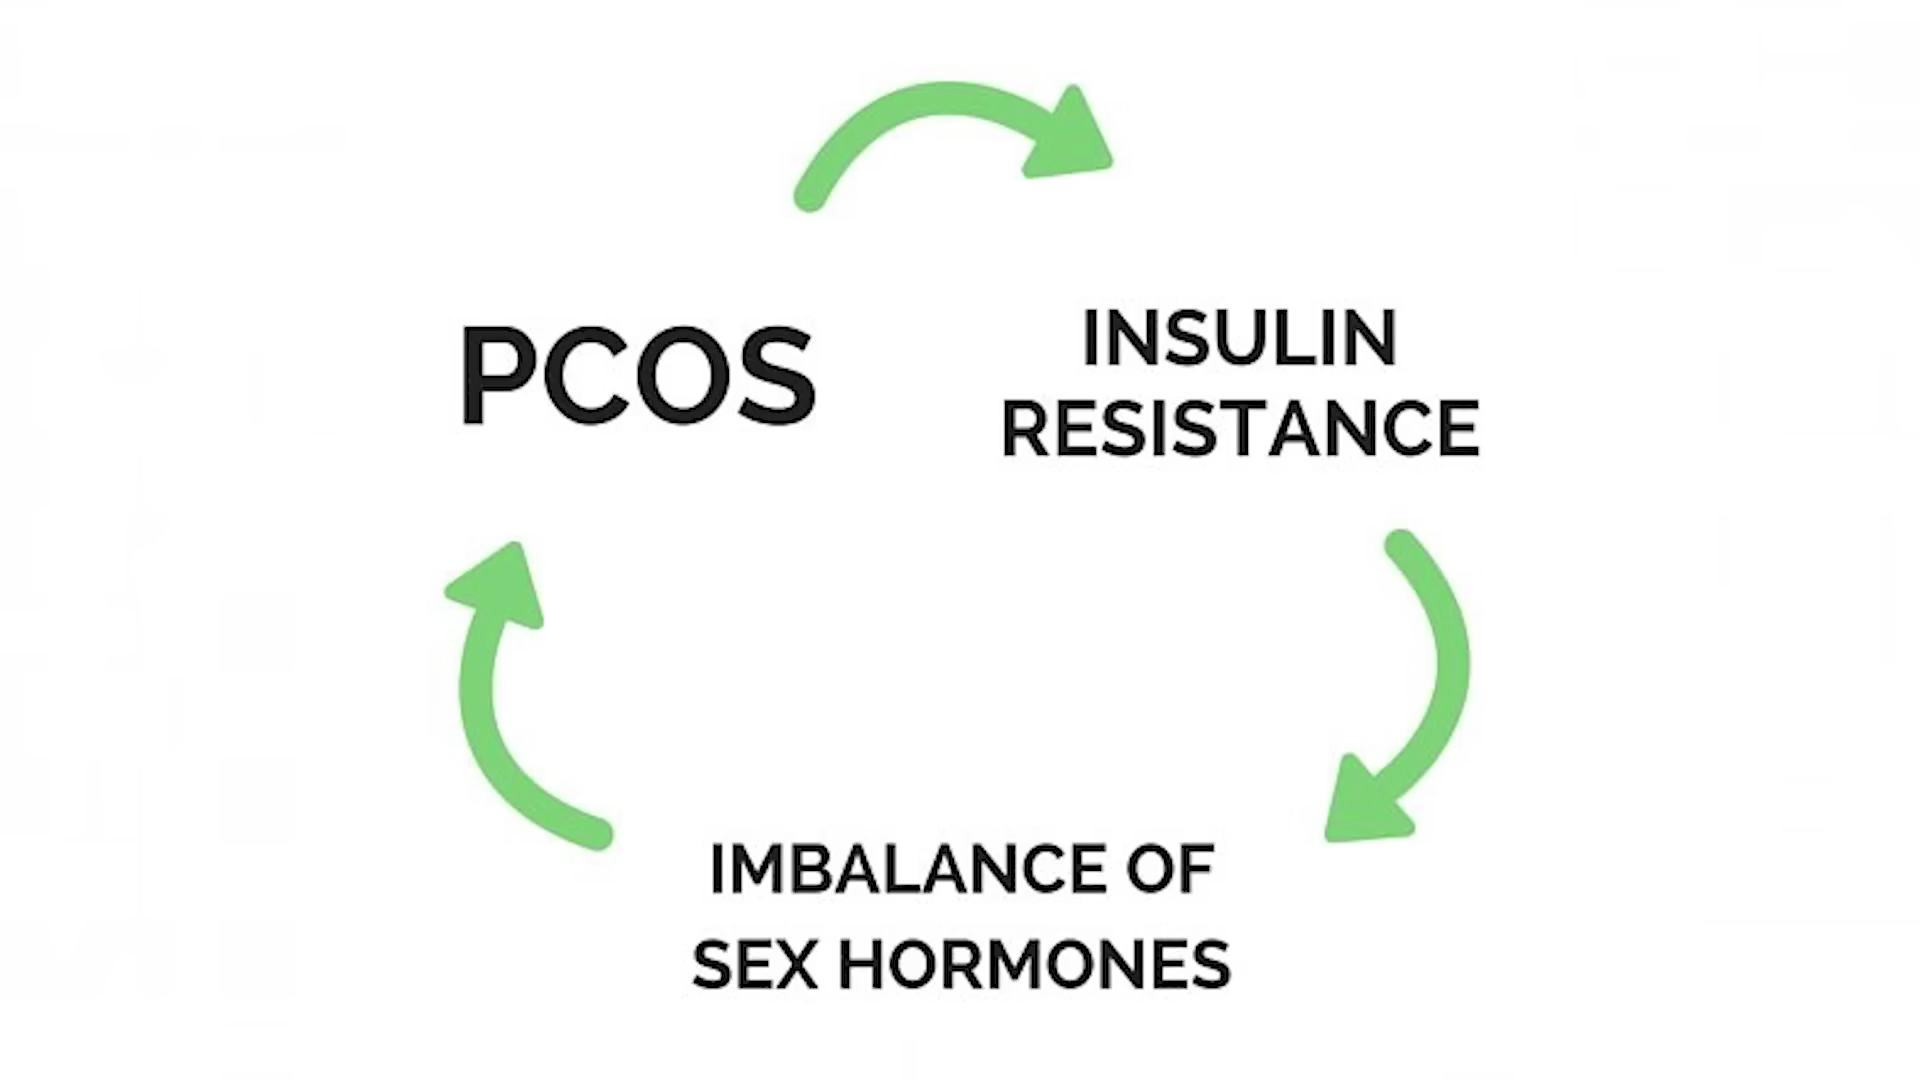 PCOS
INSULIN
RESISTANCE
IMBALANCE OF
SEX HORMONES